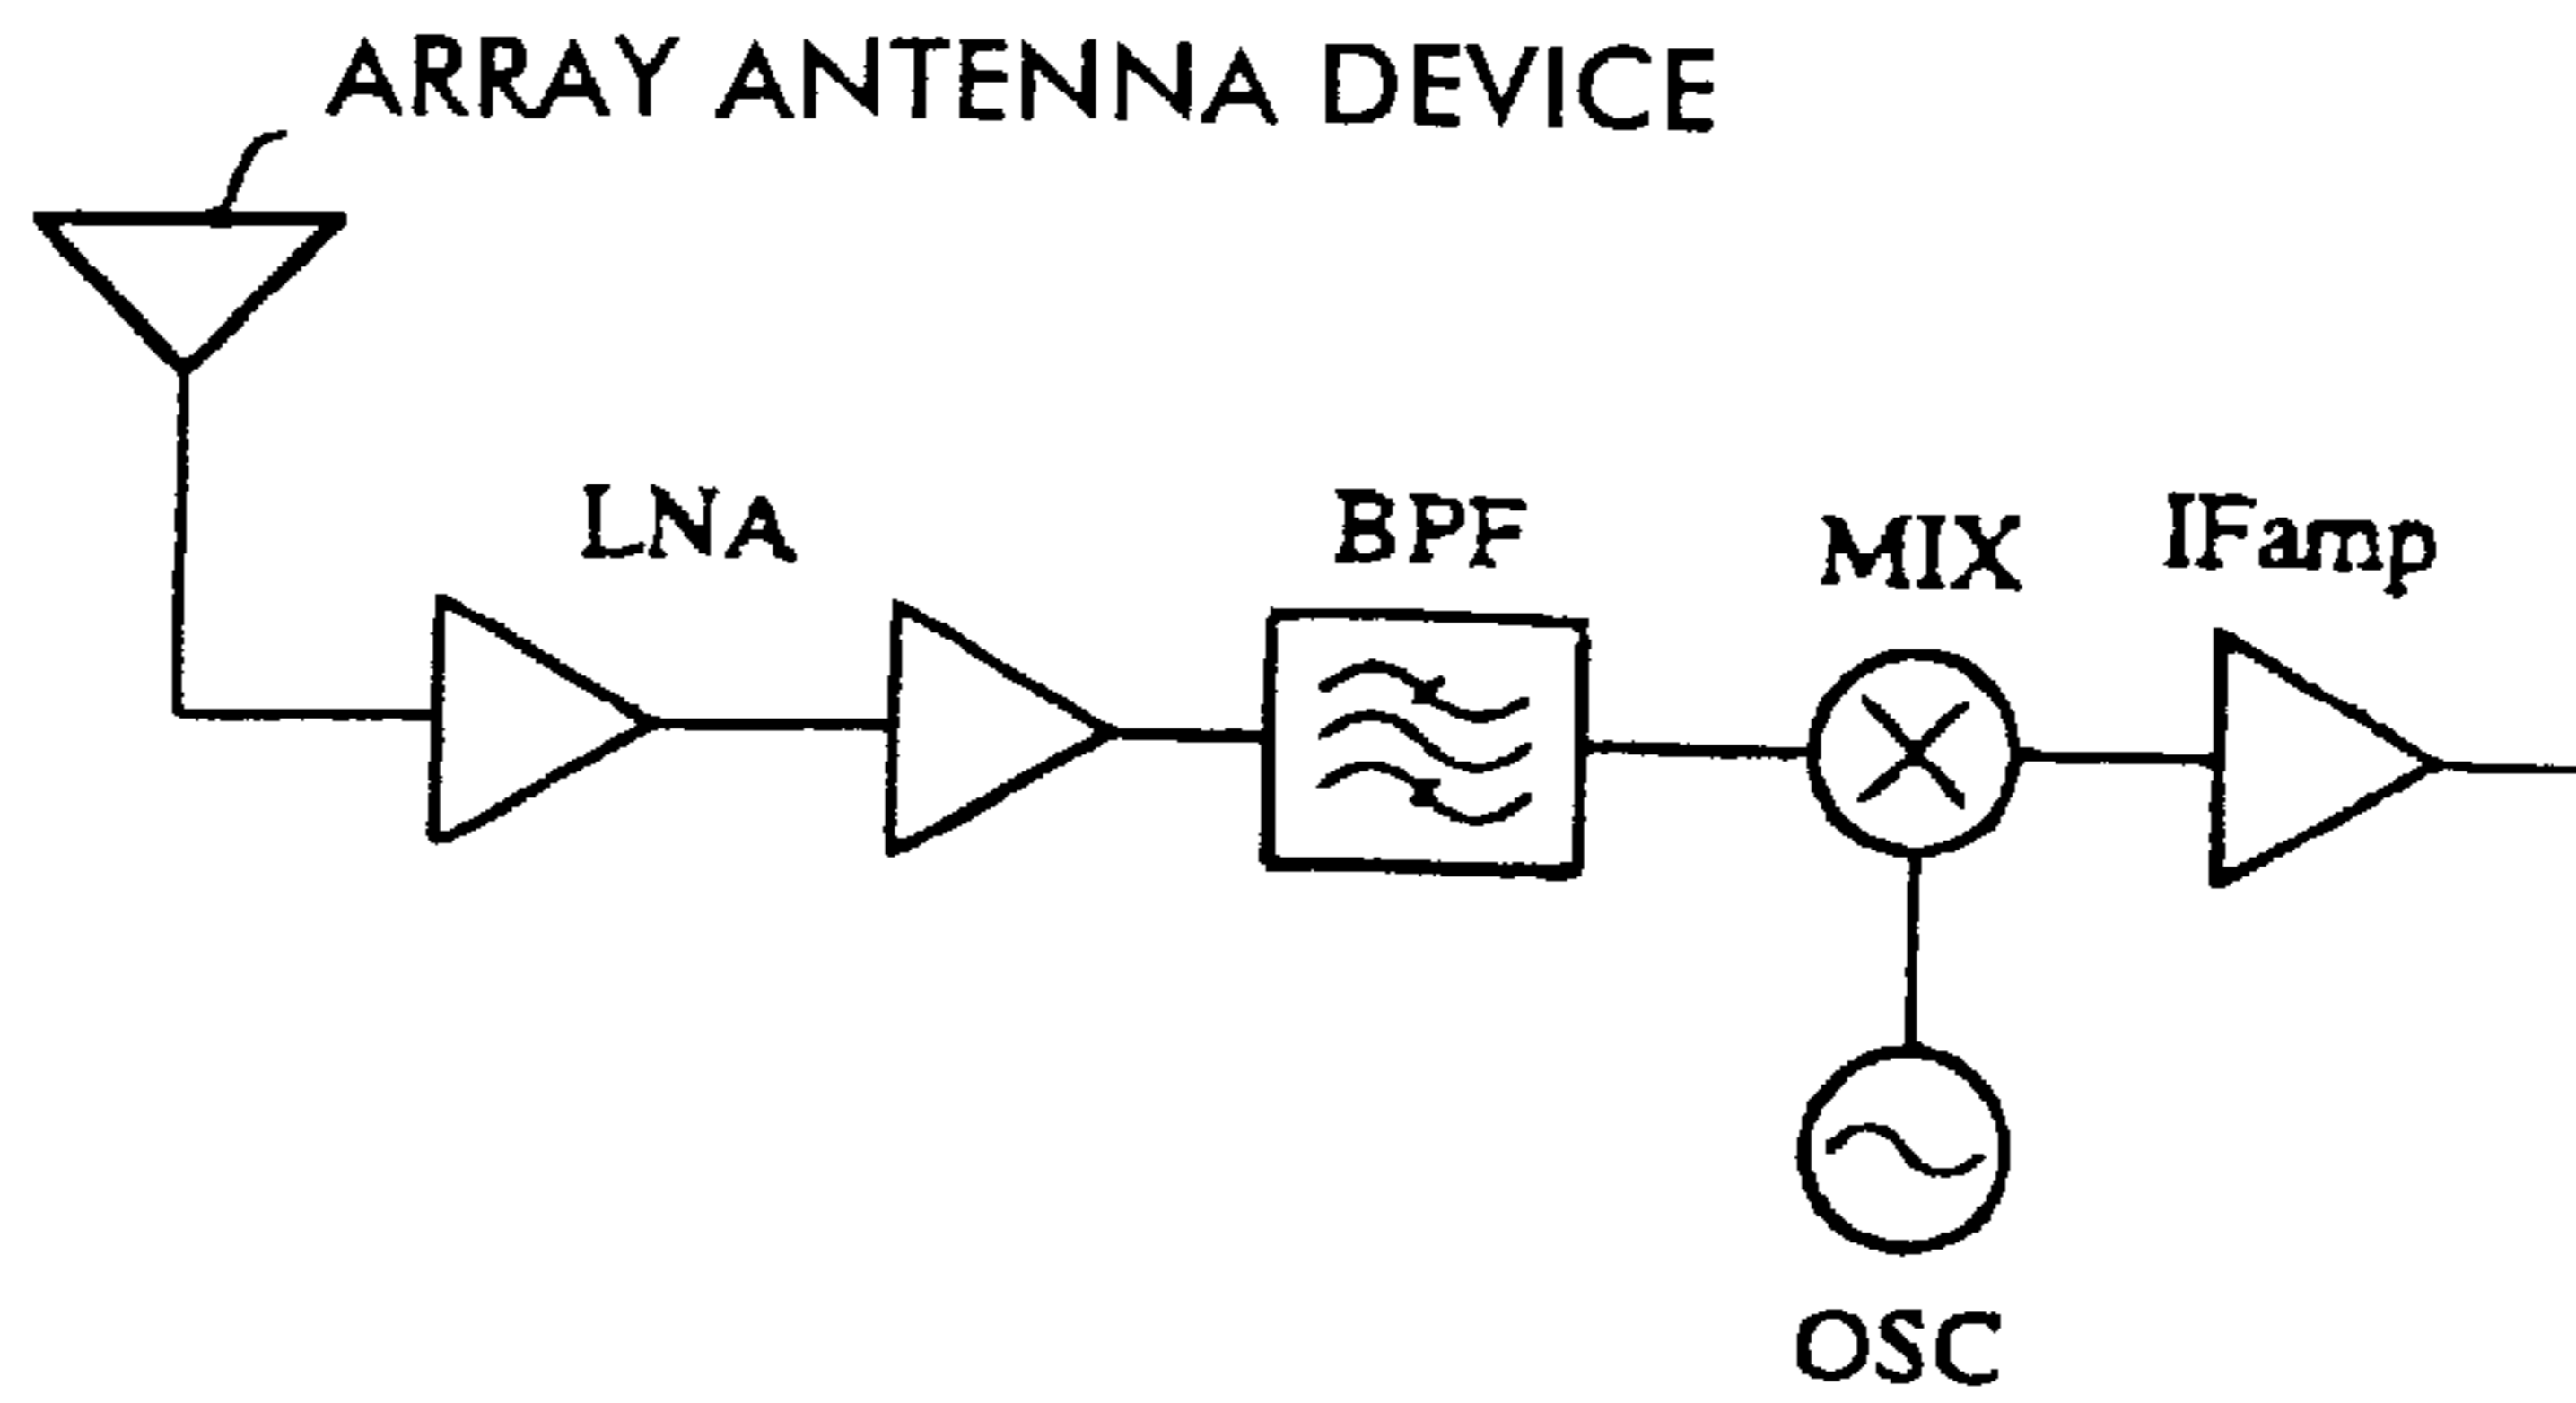 ARRAY ANTENNA DEVICE
LNA
BPF
MIX
IFamp
OSC